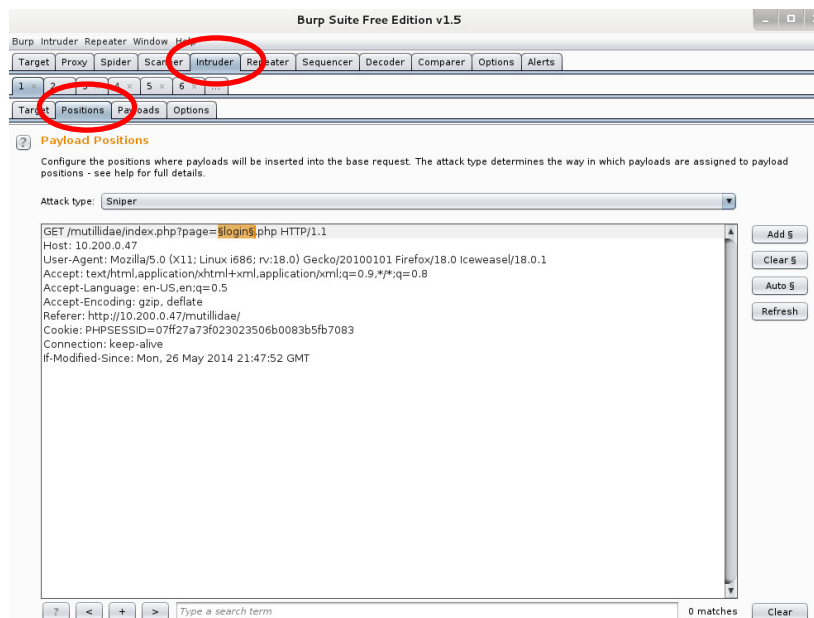 Burp Suite Free Edition v1.5
Burp Intruder Repeater Window Help
Target Proxy Spider Scanner Intruder Repeater Sequencer Decoder Comparer Options Alerts
1 × 2 × 3 × 4 × 5 × 6 × ...
Target Positions Payloads Options
? Payload Positions
Configure the positions where payloads will be inserted into the base request. The attack type determines the way in which payloads are assigned to payload
positions - see help for full details.
Attack type: Sniper
GET /mutillidae/index.php?page=§login§.php HTTP/1.1
Host: 10.200.0.47
User-Agent: Mozilla/5.0 (X11; Linux i686; rv:18.0) Gecko/20100101 Firefox/18.0 Iceweasel/18.0.1
Accept: text/html,application/xhtml+xml,application/xml;q=0.9,*/*;q=0.8
Accept-Language: en-US,en;q=0.5
Accept-Encoding: gzip, deflate
Referer: http://10.200.0.47/mutillidae/
Cookie: PHPSESSID=07ff27a73f023023506b0083b5fb7083
Connection: keep-alive
If-Modified-Since: Mon, 26 May 2014 21:47:52 GMT
Add §
Clear §
Auto §
Refresh
? < + > Type a search term 0 matches Clear